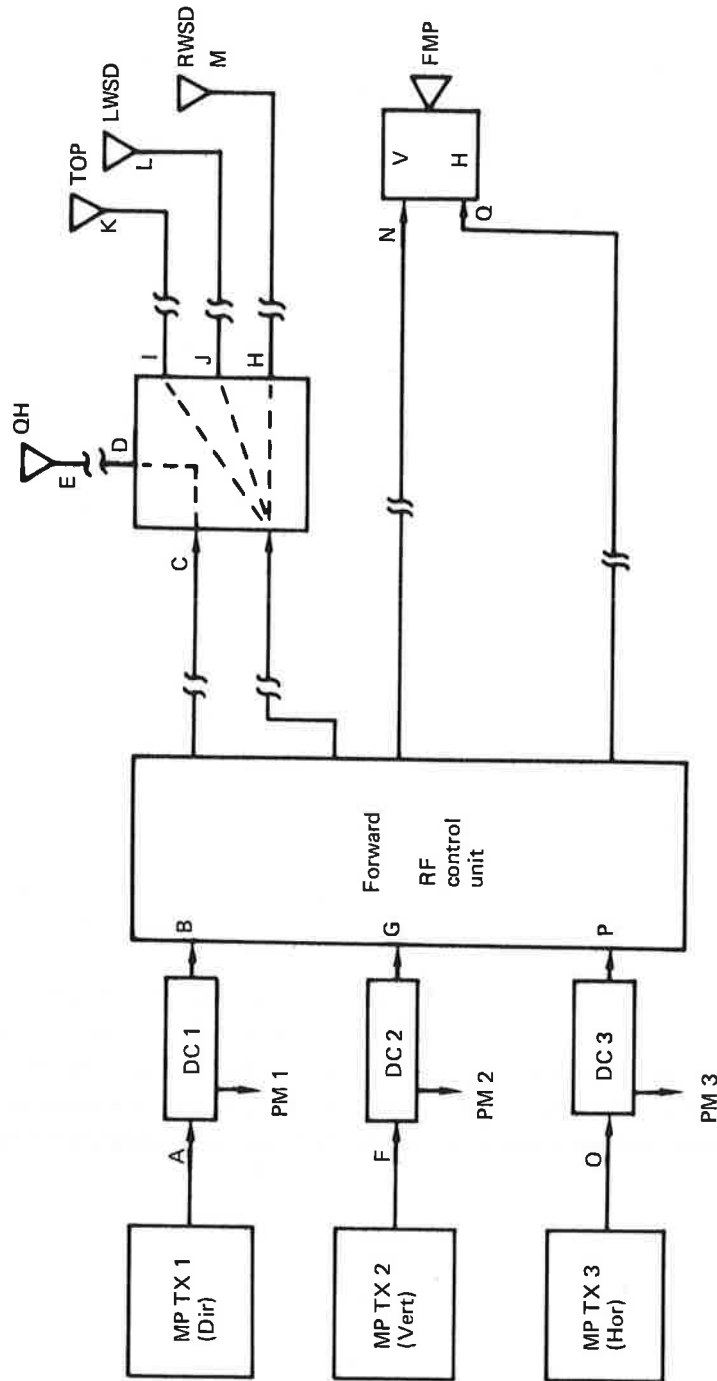 QH
E
D
TOP
K
LWSD
L
RWSD
M
I
J
H
C
N
V
H
FMP
Q
Forward
RF
control
unit
B
G
P
DC 1
DC 2
DC 3
PM 1
PM 2
PM 3
A
F
O
MP TX 1
(Dir)
MP TX 2
(Vert)
MP TX 3
(Hor)